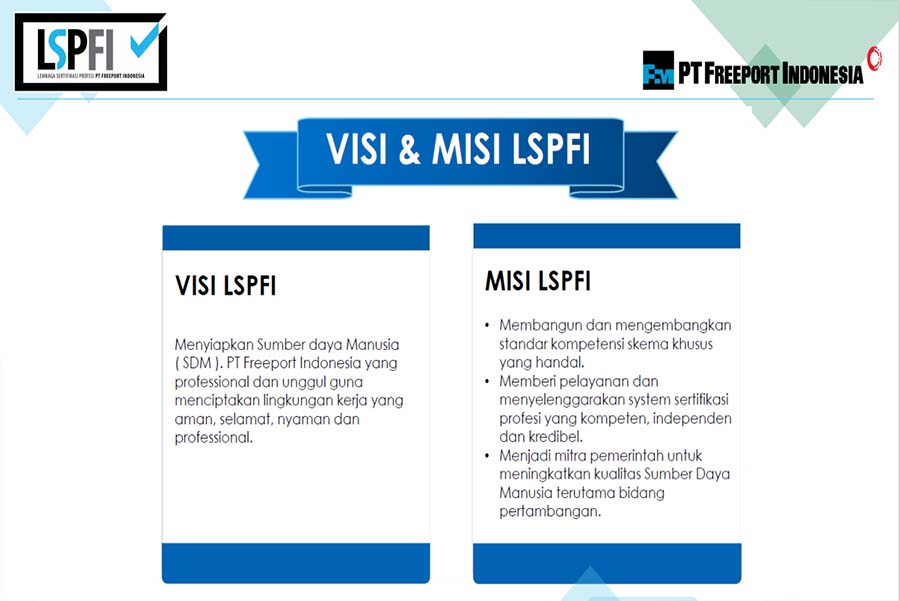 LSPFI
LEMBAGA SERTIFIKASI PROFESI PT FREEPORT INDONESIA
FM PT FREEPORT INDONESIA
VISI & MISI LSPFI
VISI LSPFI
Menyiapkan Sumber daya Manusia
( SDM ). PT Freeport Indonesia yang
professional dan unggul guna
menciptakan lingkungan kerja yang
aman, selamat, nyaman dan
professional.
MISI LSPFI
• Membangun dan mengembangkan
standar kompetensi skema khusus
yang handal.
• Memberi pelayanan dan
menyelenggarakan system sertifikasi
profesi yang kompeten, independen
dan kredibel.
• Menjadi mitra pemerintah untuk
meningkatkan kualitas Sumber Daya
Manusia terutama bidang
pertambangan.